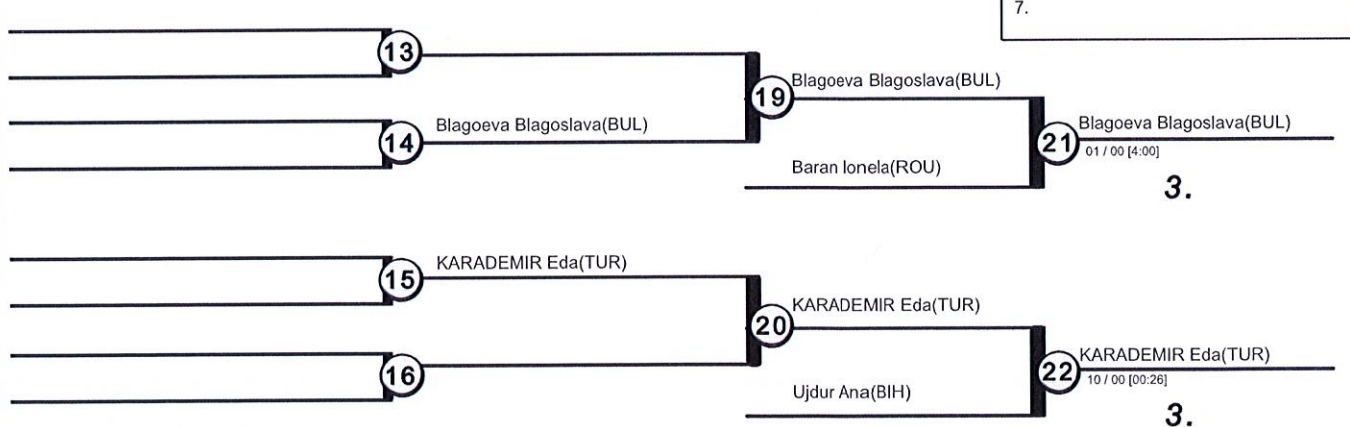 7.
13
Blagoeva Blagoslava(BUL)
19
14
Blagoeva Blagoslava(BUL)
Blagoeva Blagoslava(BUL)
21
01 / 00 [4:00]
Baran Ionela(ROU)
3.
KARADEMIR Eda(TUR)
15
KARADEMIR Eda(TUR)
20
KARADEMIR Eda(TUR)
16
22
10 / 00 [00:26]
Ujdur Ana(BIH)
3.